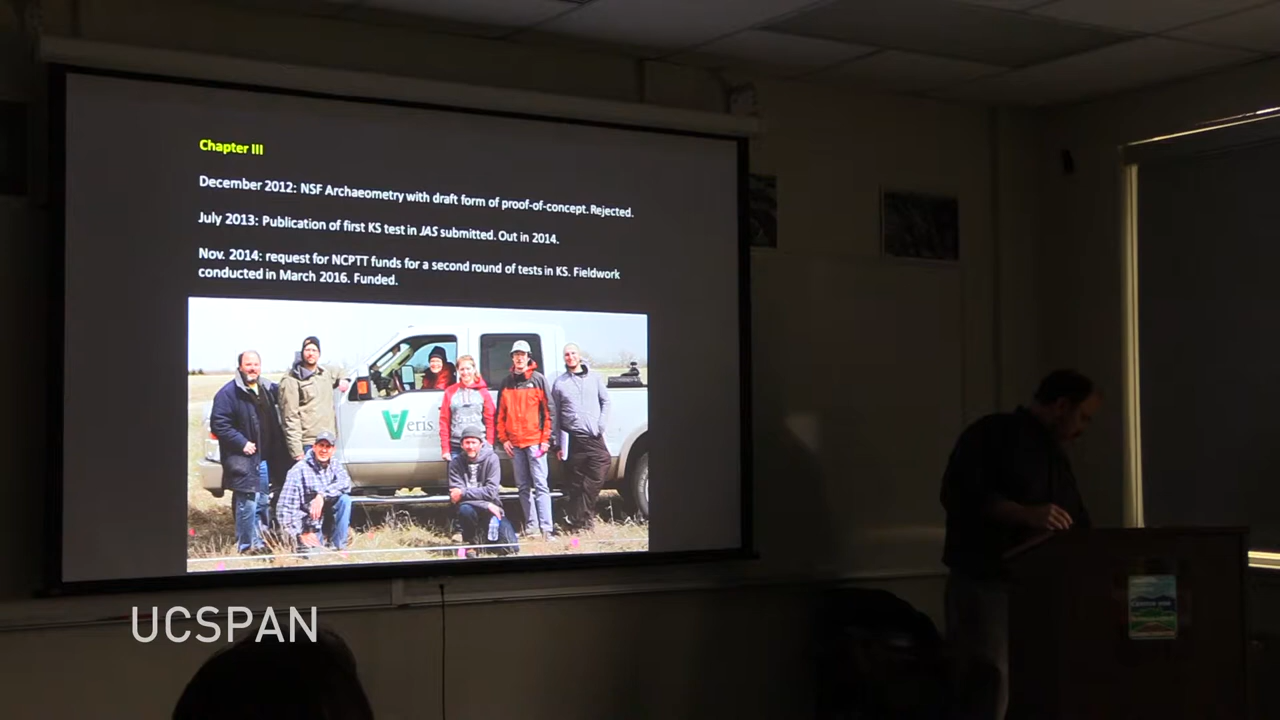 Chapter III
December 2012: NSF Archaeometry with draft form of proof-of-concept. Rejected.
July 2013: Publication of first KS test in JAS submitted. Out in 2014.
Nov. 2014: request for NCPTT funds for a second round of tests in KS. Fieldwork
conducted in March 2016. Funded.
Veris
UCSPAN